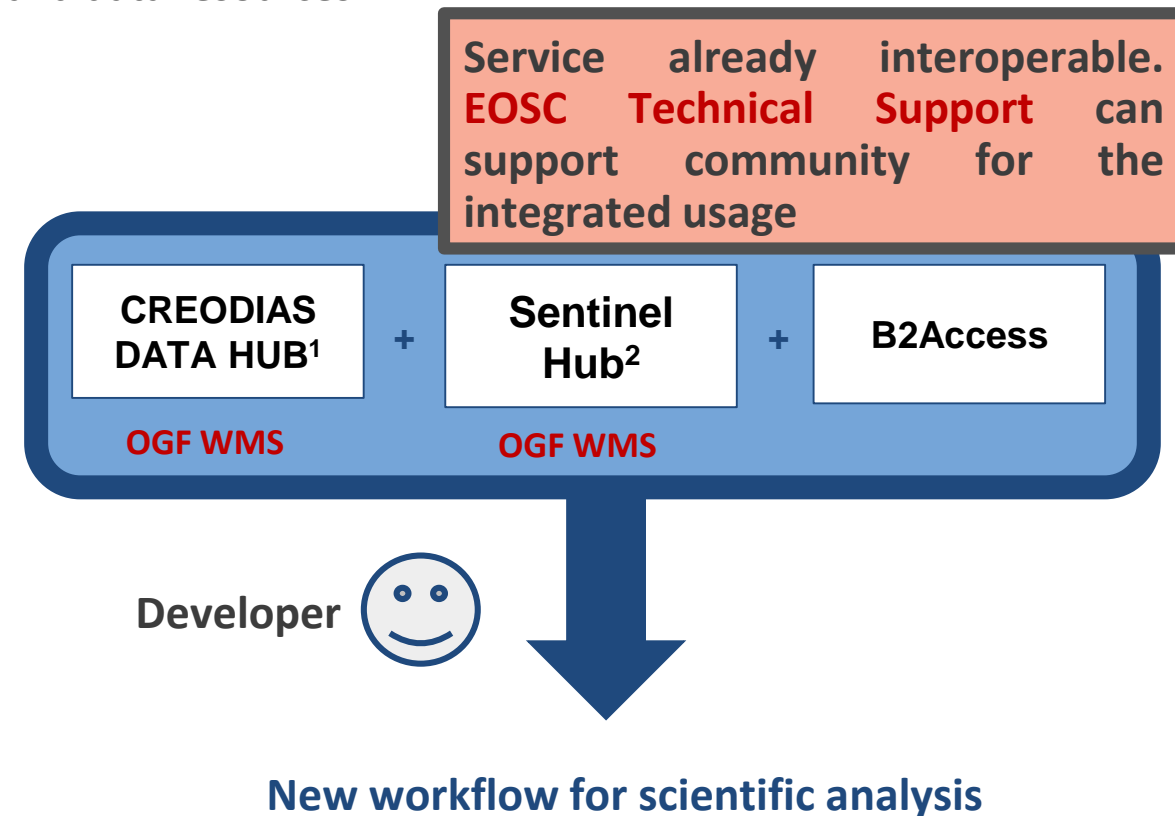 Service already interoperable.
EOSC Technical Support can
support community for the
integrated usage
CREODIAS
DATA HUB¹
+
Sentinel
Hub²
+
B2Access
OGF WMS
OGF WMS
Developer
New workflow for scientific analysis